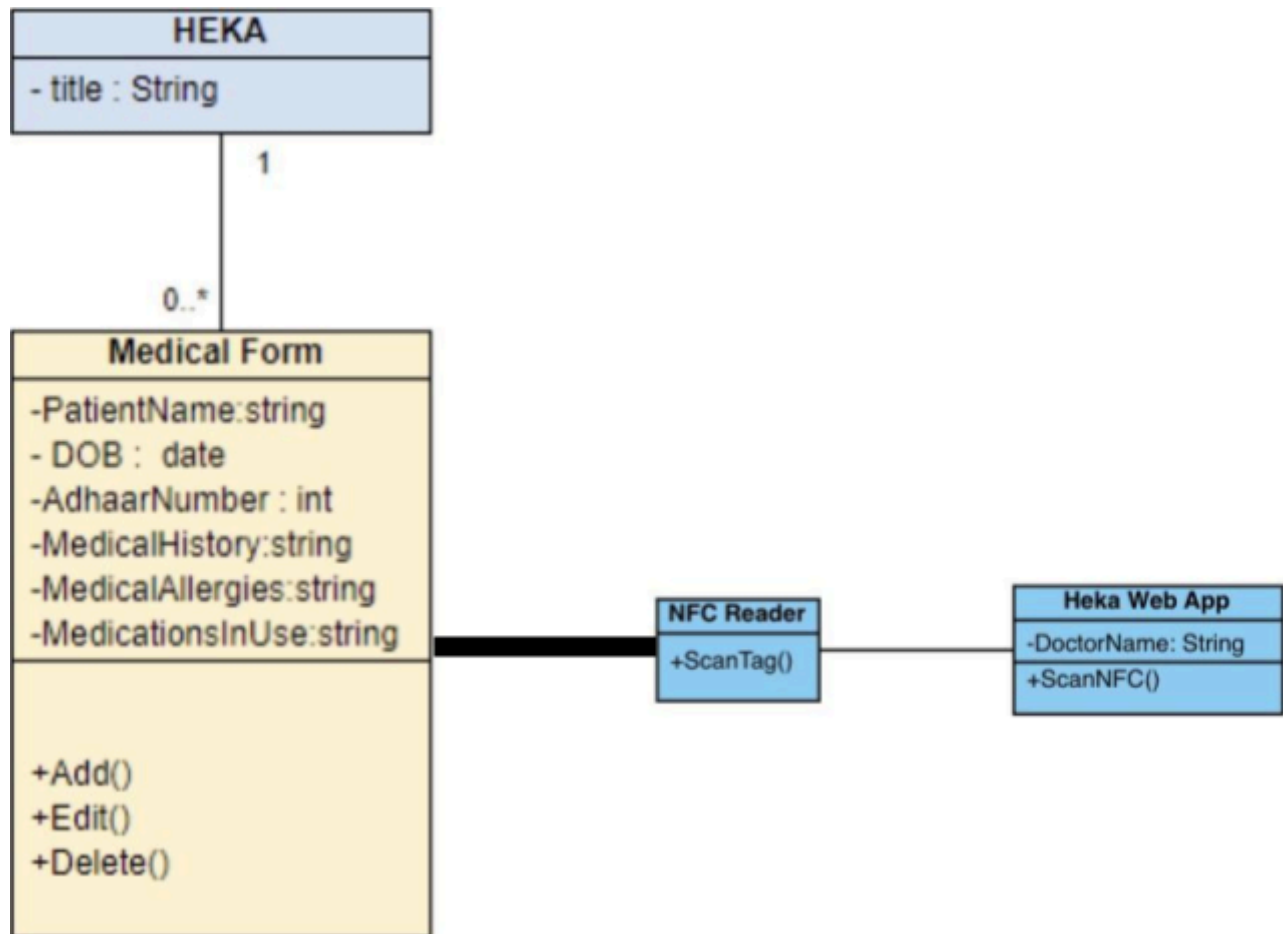 HEKA
- title : String
1
0..*
Medical Form
-PatientName:string
- DOB :  date
-AdhaarNumber : int
-MedicalHistory:string
-MedicalAllergies:string
-MedicationsInUse:string
+Add()
+Edit()
+Delete()
NFC Reader
+ScanTag()
Heka Web App
-DoctorName: String
+ScanNFC()